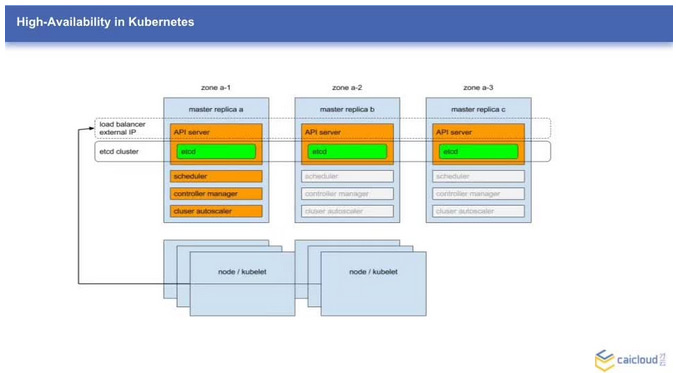 High-Availability in Kubernetes
zone a-1
zone a-2
zone a-3
master replica a
master replica b
master replica c
load balancer
external IP
API server
API server
API server
etcd cluster
etcd
etcd
etcd
scheduler
scheduler
scheduler
controller manager
controller manager
controller manager
cluser autoscaler
cluser autoscaler
cluser autoscaler
node / kubelet
node / kubelet
caicloud